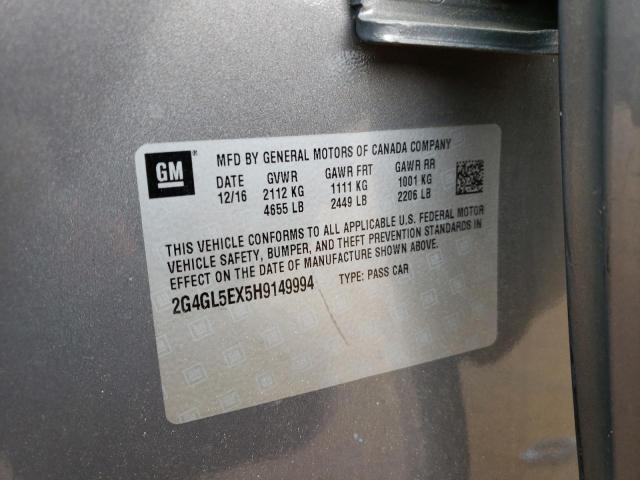 GM
MFD BY GENERAL MOTORS OF CANADA COMPANY
DATE GVWR GAWR FRT GAWR RR
12/16 2112 KG 1111 KG 1001 KG
4655 LB 2449 LB 2206 LB
THIS VEHICLE CONFORMS TO ALL APPLICABLE U.S. FEDERAL MOTOR
VEHICLE SAFETY, BUMPER, AND THEFT PREVENTION STANDARDS IN
EFFECT ON THE DATE OF MANUFACTURE SHOWN ABOVE.
2G4GL5EX5H9149994 TYPE: PASS CAR